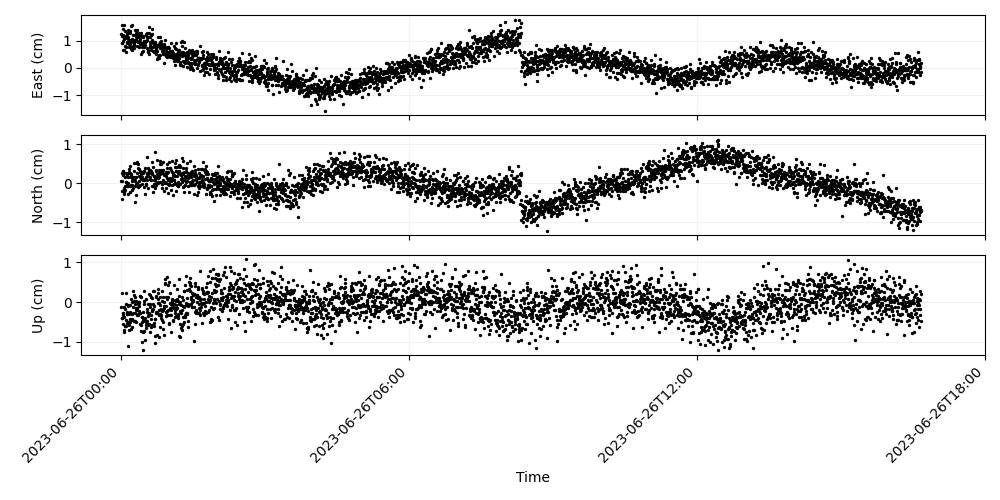 East (cm)
1
0
−1
North (cm)
1
0
−1
Up (cm)
1
0
−1
2023-06-26T00:00
2023-06-26T06:00
2023-06-26T12:00
2023-06-26T18:00
Time